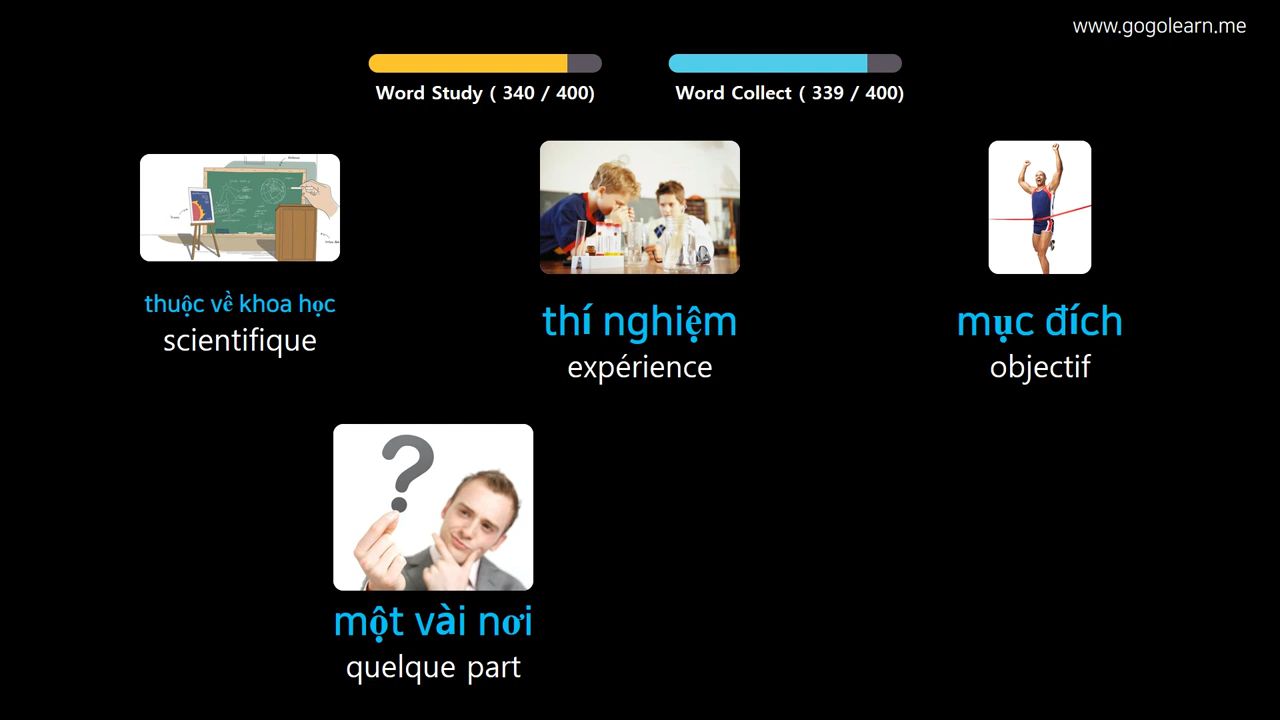 www.gogolearn.me
Word Study ( 340 / 400)
Word Collect ( 339 / 400)
thuộc về khoa học
scientifique
thí nghiệm
expérience
mục đích
objectif
một vài nơi
quelque part